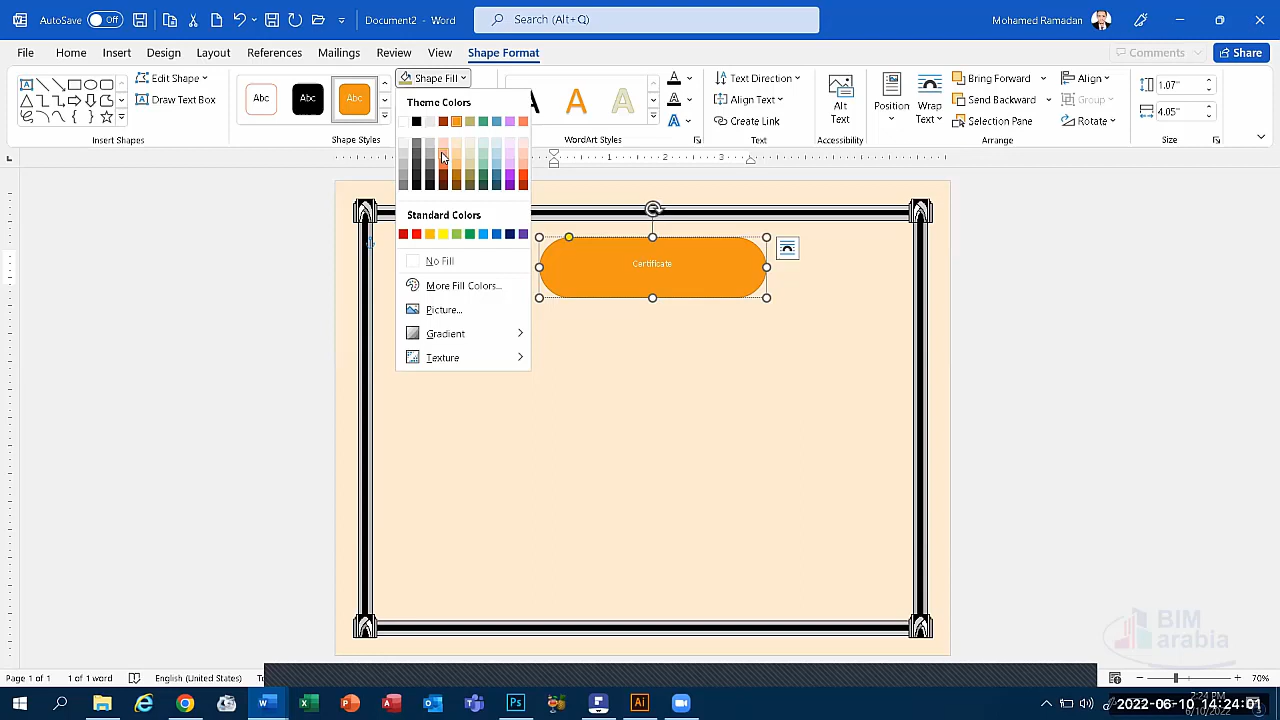 AutoSave Off Document2 - Word Search (Alt+Q) Mohamed Ramadan
File Home Insert Design Layout References Mailings Review View Shape Format Comments Share
Edit Shape
Draw Text Box
Insert Shapes
Abc Abc Abc
Shape Styles
Shape Fill
A A
WordArt Styles
Text Direction
Align Text
Create Link
Text
Alt Text
Accessibility
Position
Wrap Text
Bring Forward
Send Backward
Selection Pane
Align
Group
Rotate
Arrange
1.07"
4.05"
Size
Theme Colors
Standard Colors
No Fill
More Fill Colors...
Picture...
Gradient
Texture
1 2 3
Certificate
BIM
arabia
Page 1 of 1 1 of 1 word English (United States) 70%
2022-06-10 14:24:01